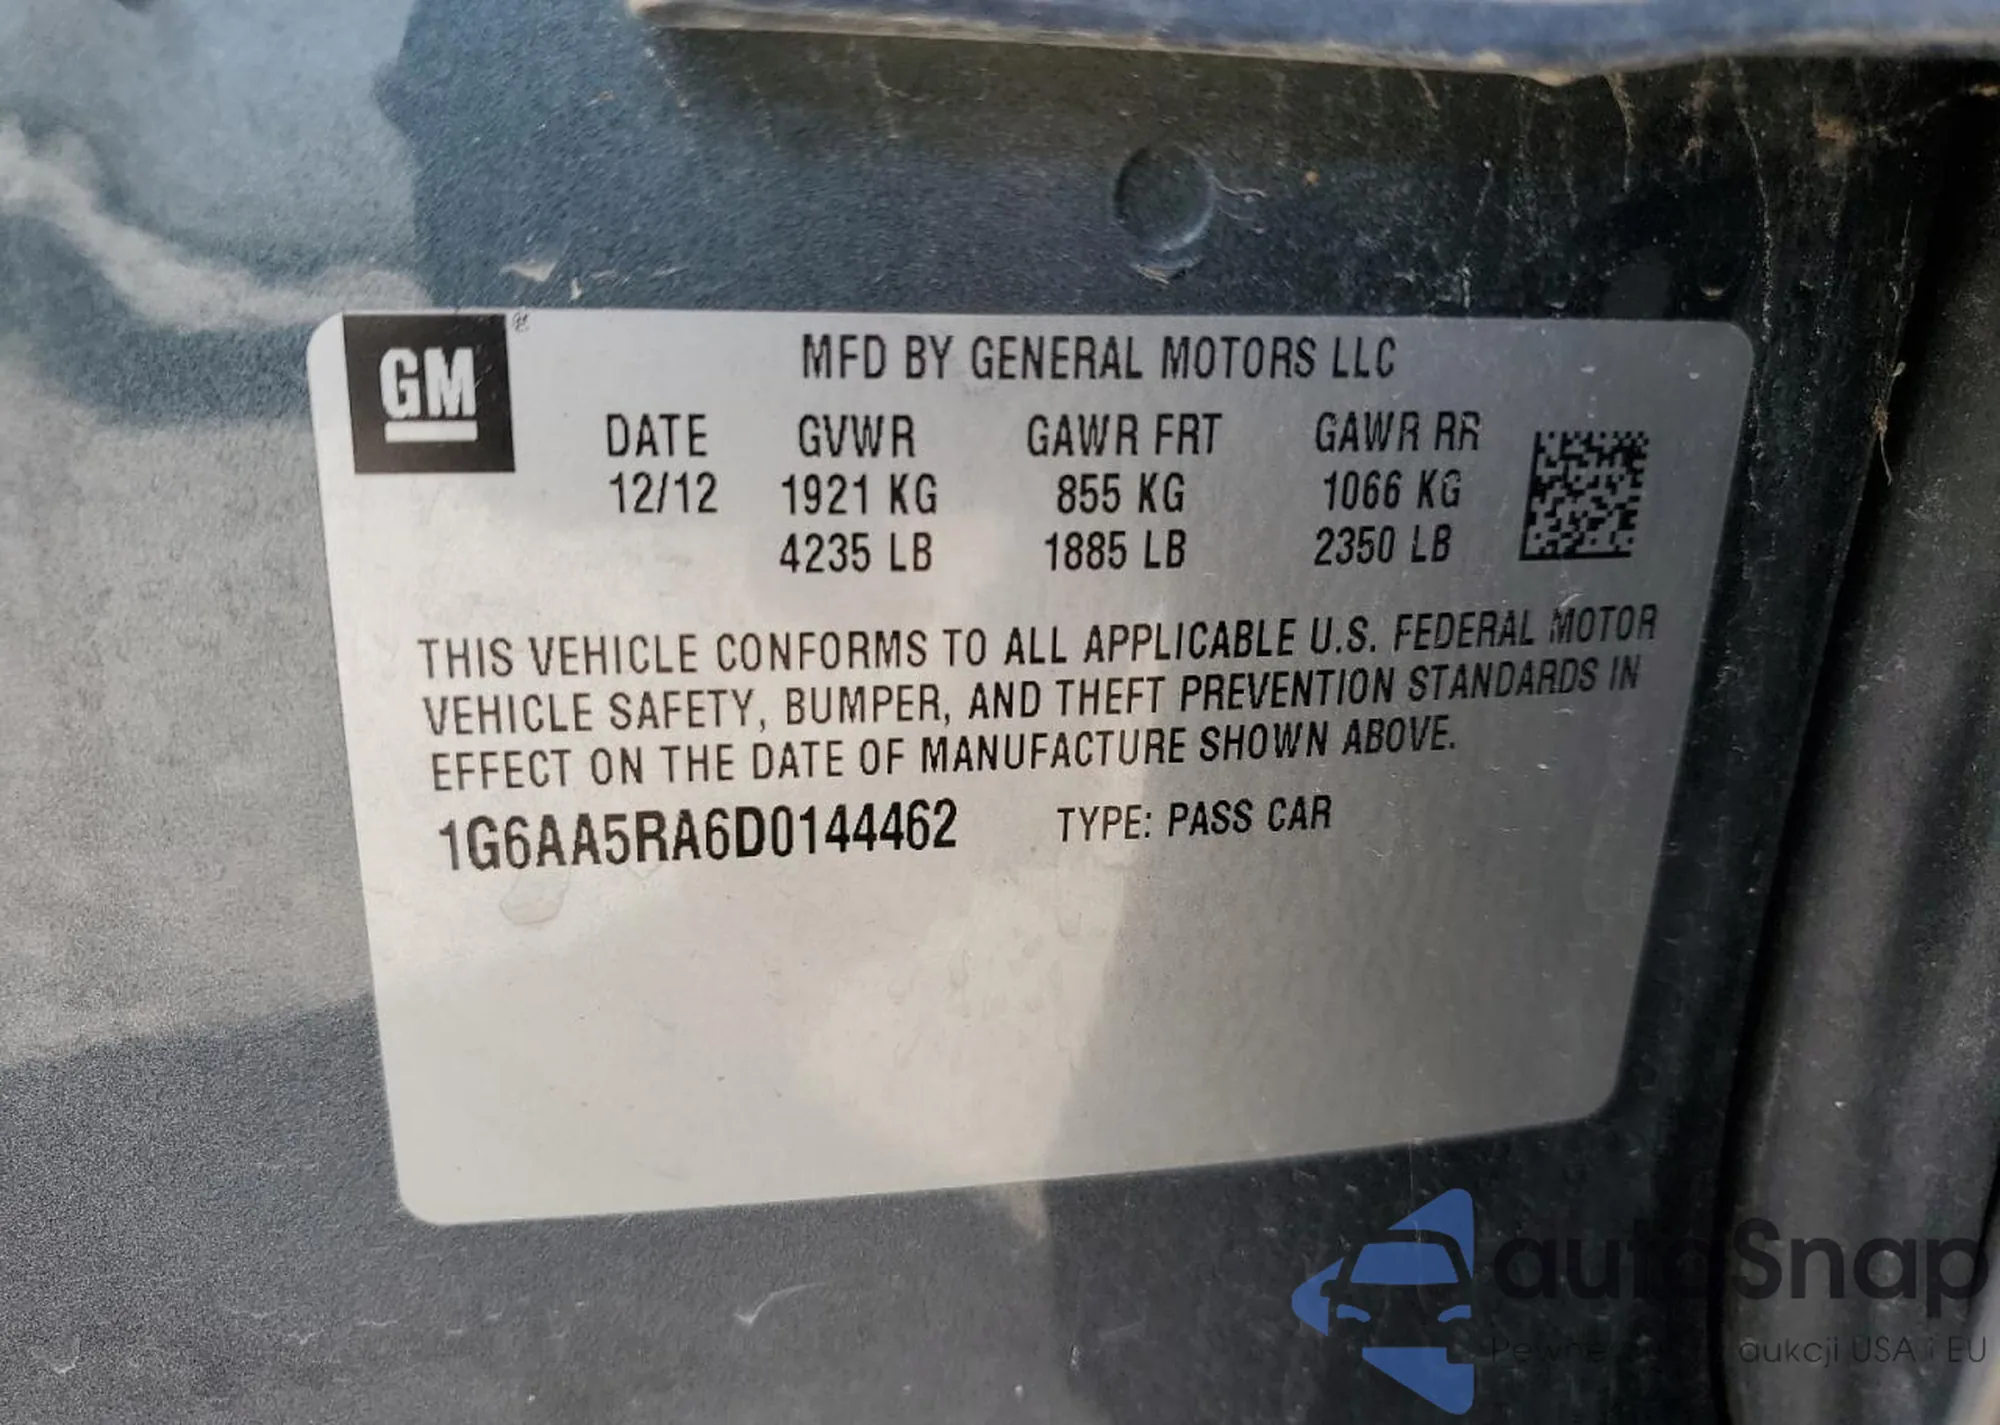 GM
MFD BY GENERAL MOTORS LLC
DATE GVWR GAWR FRT GAWR RR
12/12 1921 KG 855 KG 1066 KG
4235 LB 1885 LB 2350 LB
THIS VEHICLE CONFORMS TO ALL APPLICABLE U.S. FEDERAL MOTOR
VEHICLE SAFETY, BUMPER, AND THEFT PREVENTION STANDARDS IN
EFFECT ON THE DATE OF MANUFACTURE SHOWN ABOVE.
1G6AA5RA6D0144462 TYPE: PASS CAR
autoSnap
Pewne aukcji USA i EU